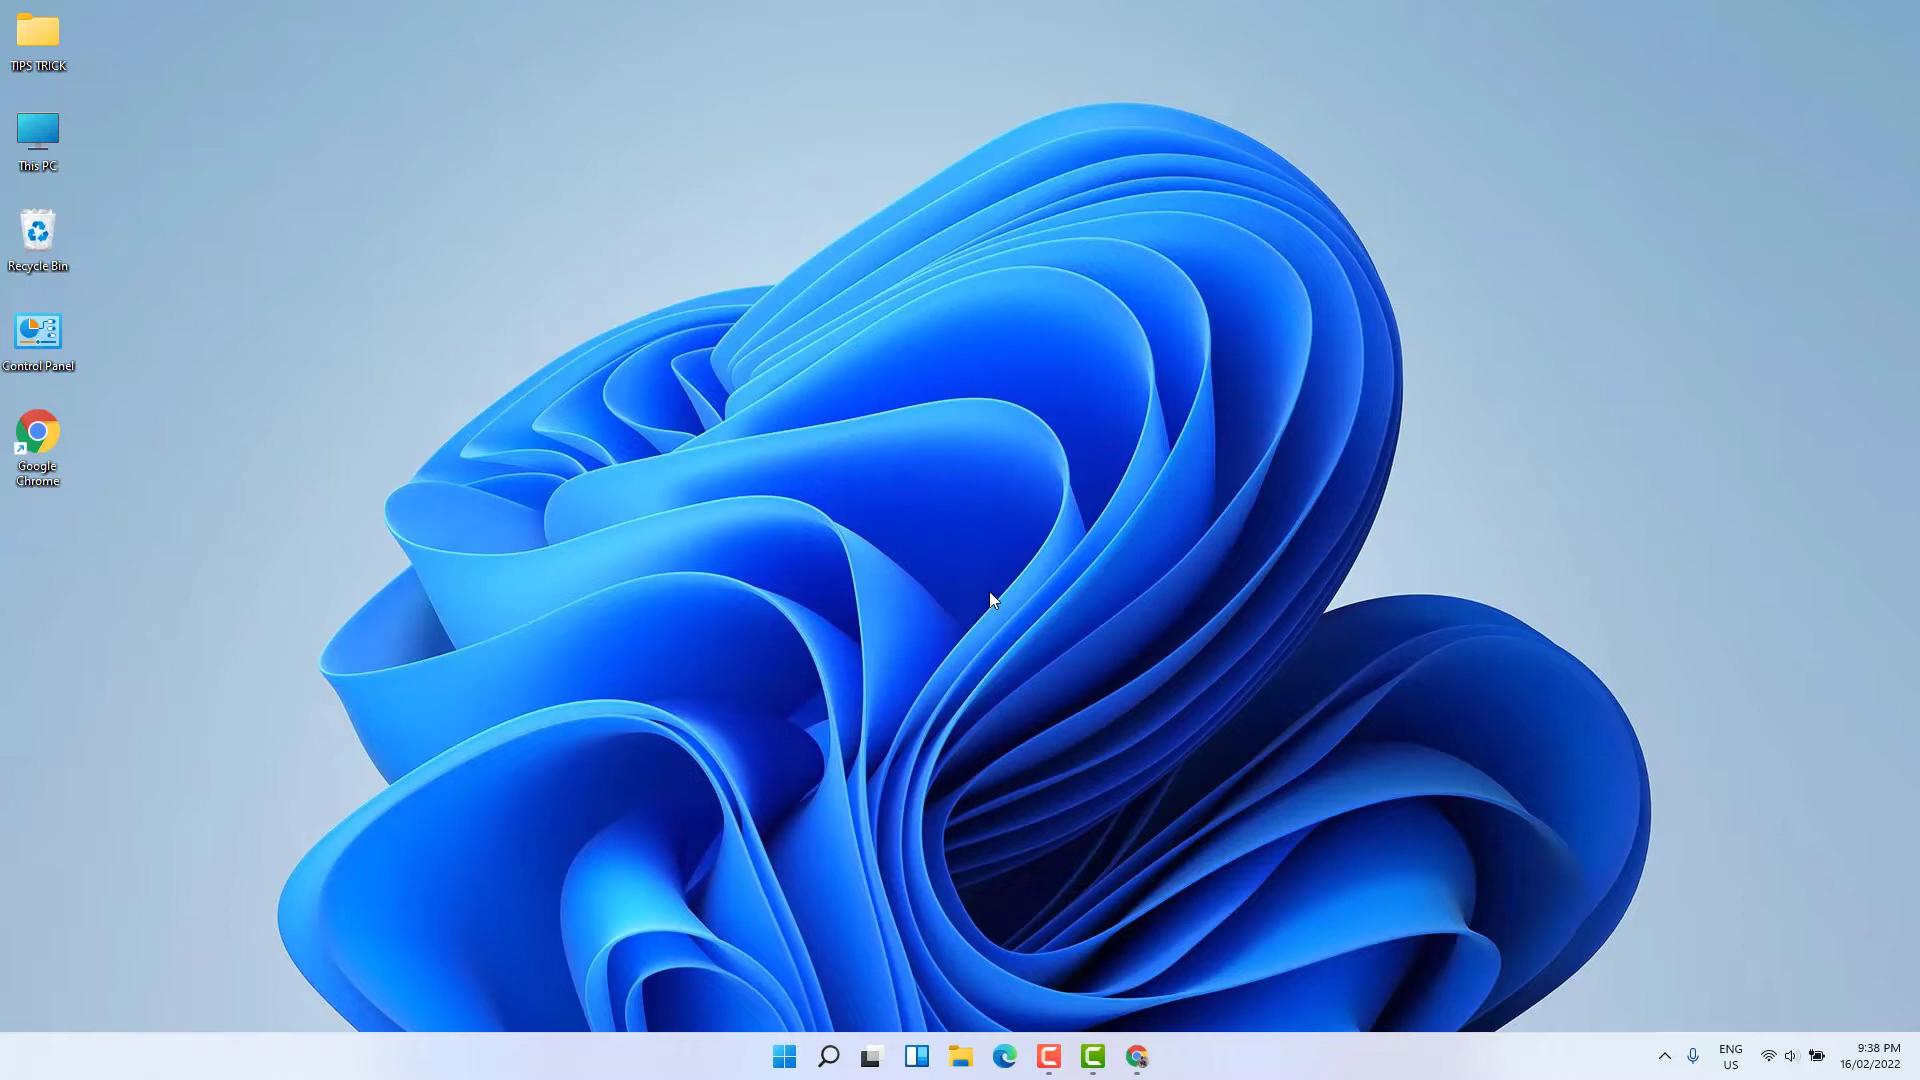 TIPS TRICK
This PC
Recycle Bin
Control Panel
Google
Chrome
ENG
US
9:38 PM
16/02/2022